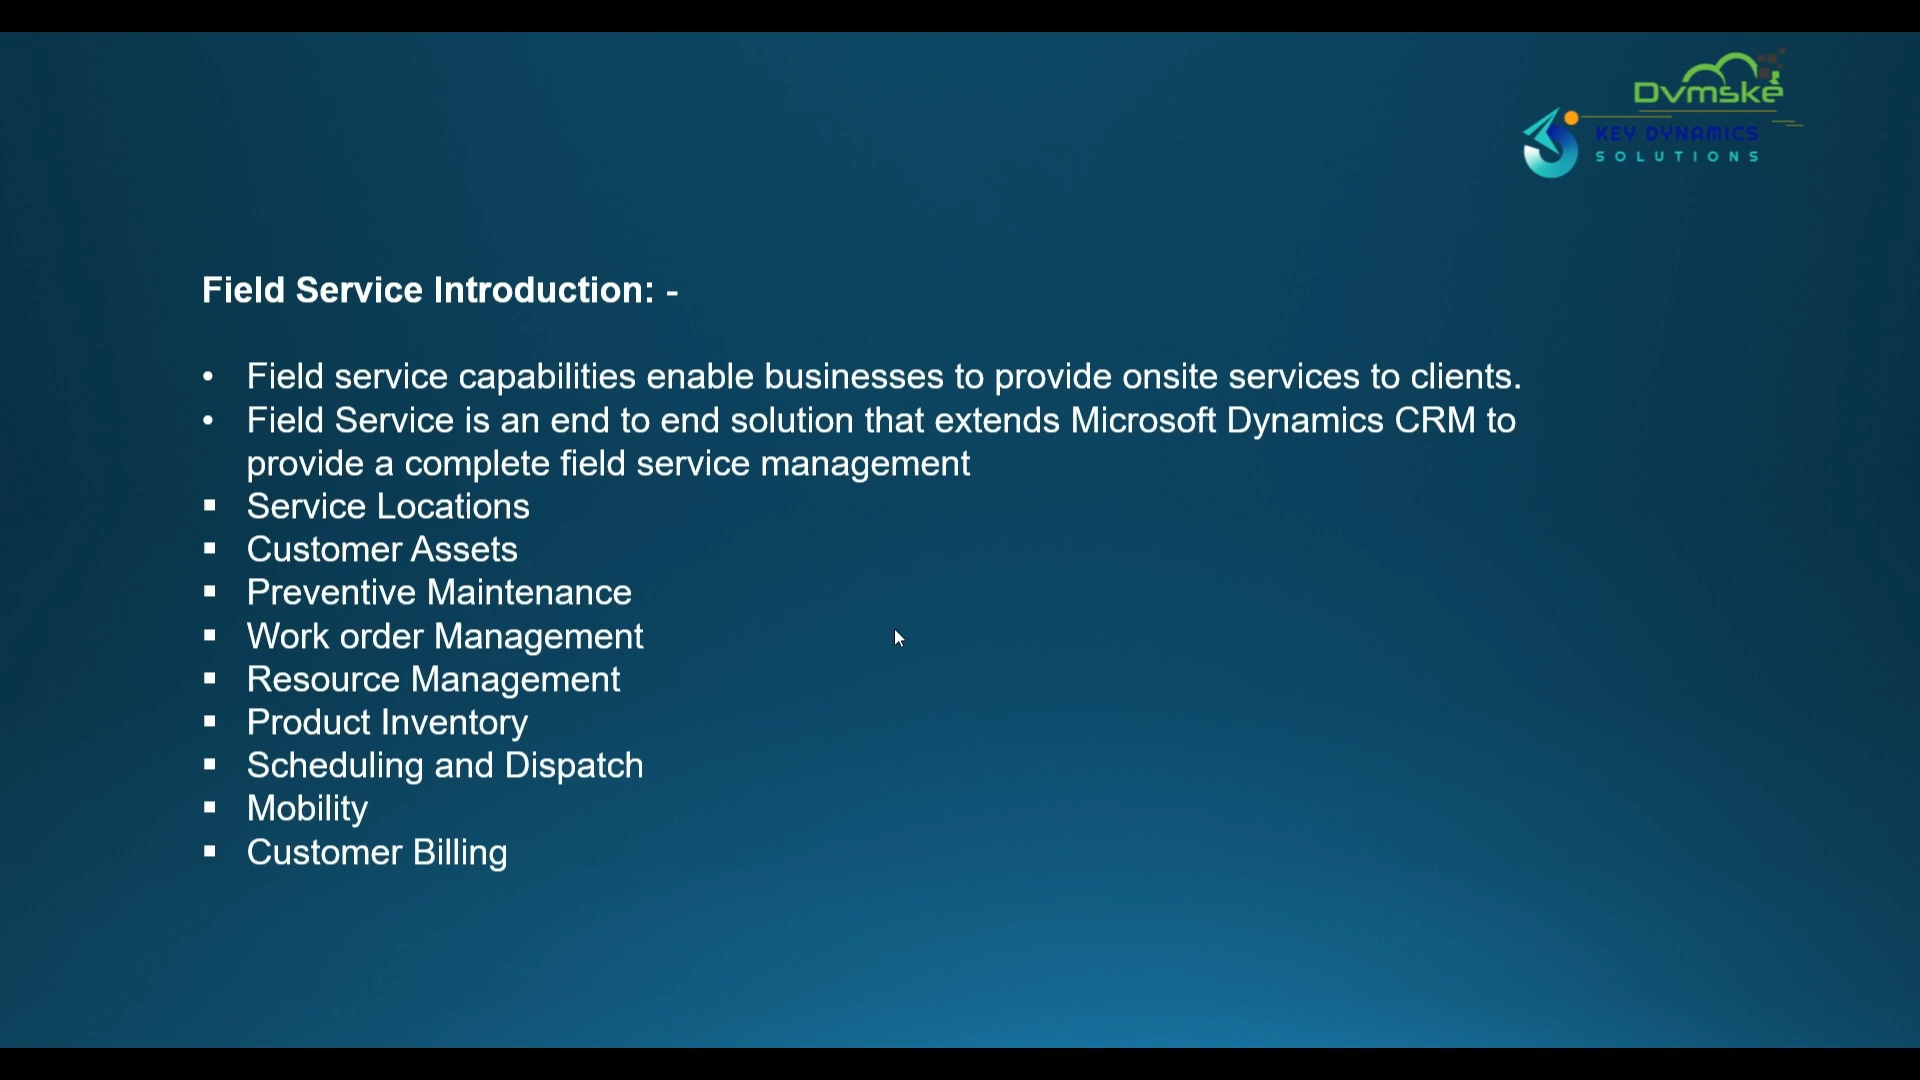 Dvmske
KEY DYNAMICS
SOLUTIONS
Field Service Introduction: -
• Field service capabilities enable businesses to provide onsite services to clients.
• Field Service is an end to end solution that extends Microsoft Dynamics CRM to
provide a complete field service management
▪ Service Locations
▪ Customer Assets
▪ Preventive Maintenance
▪ Work order Management
▪ Resource Management
▪ Product Inventory
▪ Scheduling and Dispatch
▪ Mobility
▪ Customer Billing